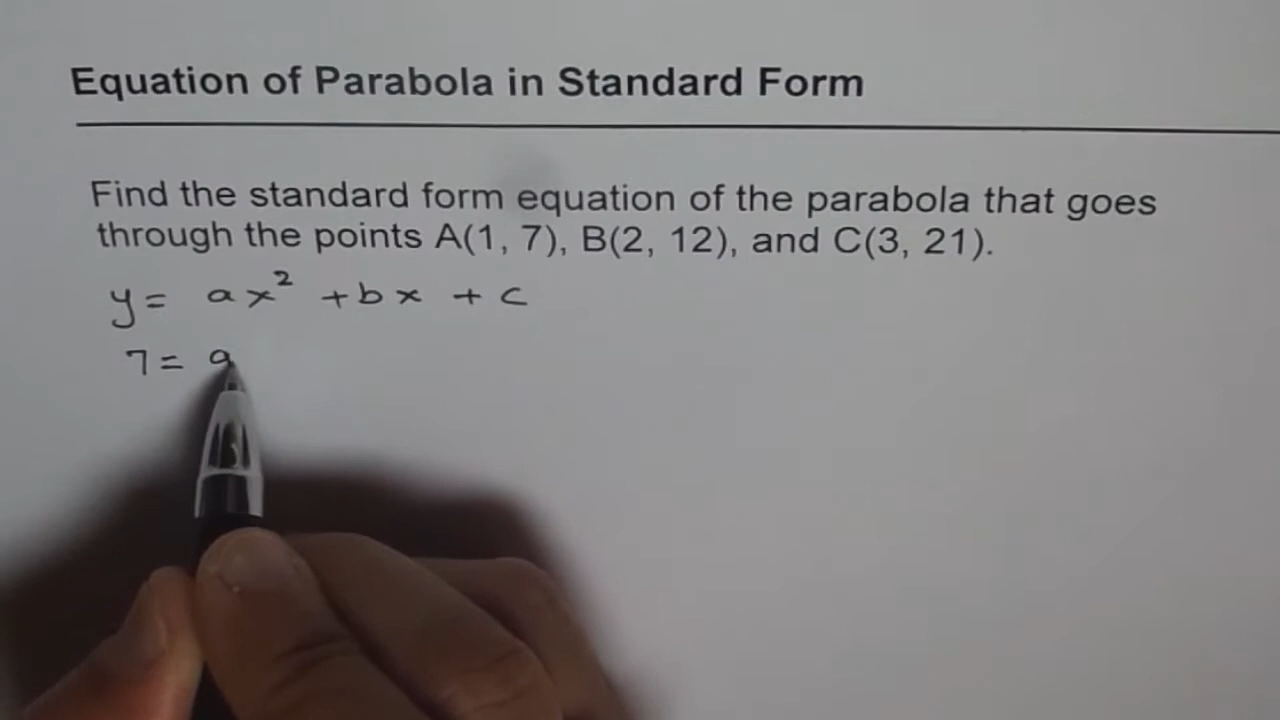 Equation of Parabola in Standard Form
Find the standard form equation of the parabola that goes
through the points A(1, 7), B(2, 12), and C(3, 21).
y = ax² + bx + c
7 = a